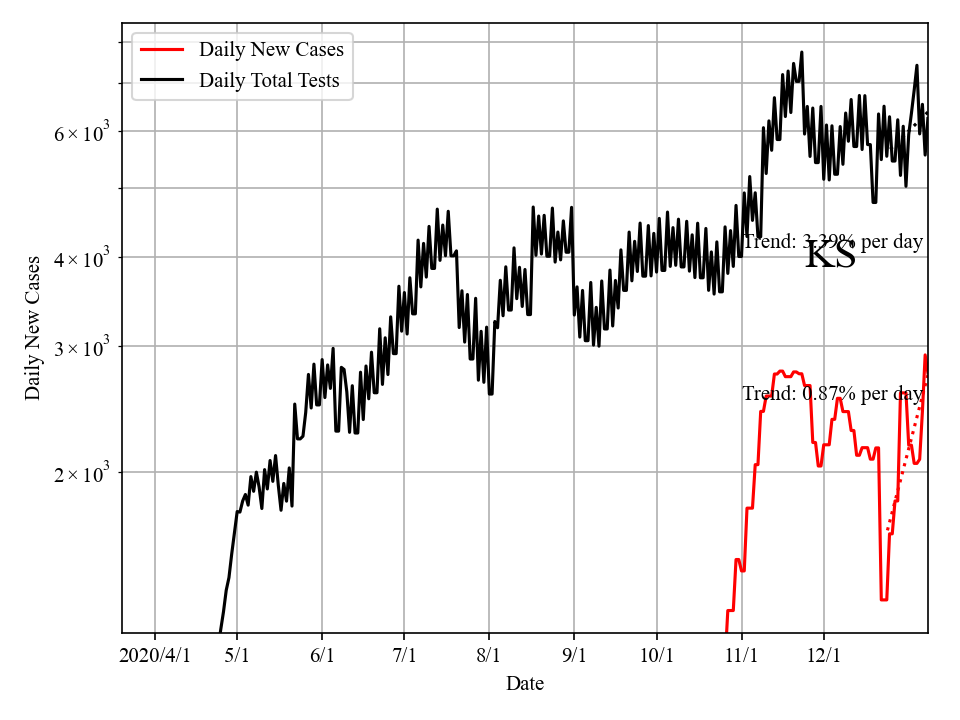 Daily New Cases
Daily Total Tests
6 × 10³
4 × 10³
3 × 10³
2 × 10³
Daily New Cases
Trend: 3.39% per day
KS
Trend: 0.87% per day
2020/4/1 5/1 6/1 7/1 8/1 9/1 10/1 11/1 12/1
Date